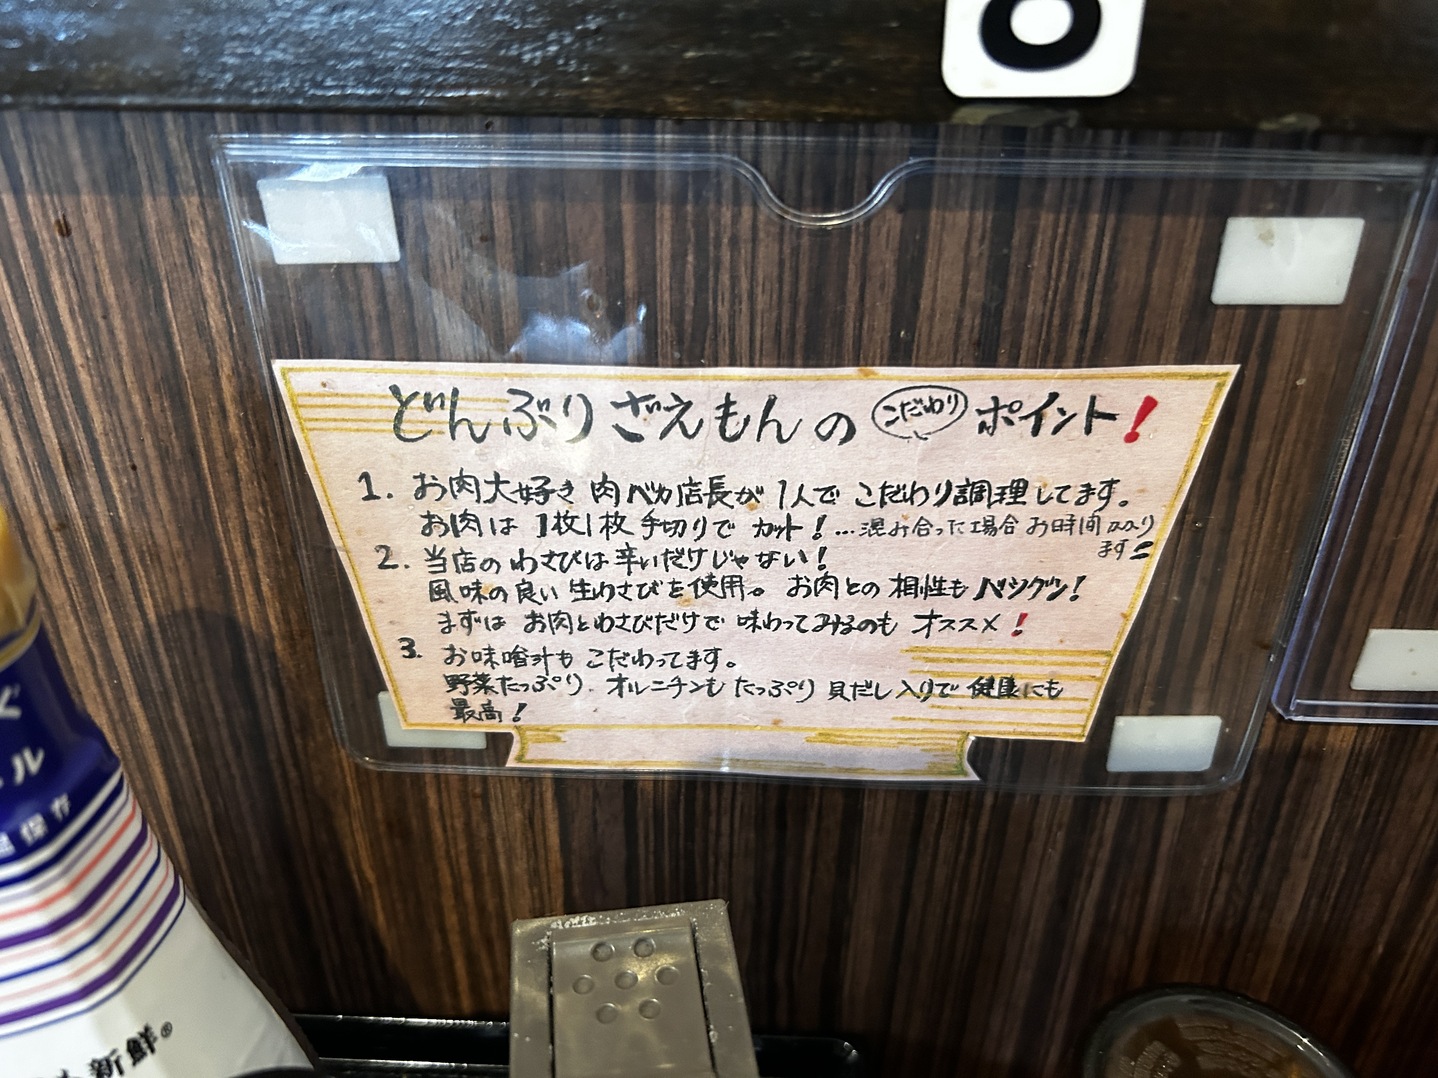 8
どんぶりざえもんの こだわり ポイント!
1. お肉大好き 肉バカ店長が 1人で こだわり調理してます。
お肉は 1枚1枚 手切りで カット! …混み合った場合 お時間かかり
ます
2. 当店の わさびは 辛いだけじゃない!
風味の良い 生わさびを使用。 お肉との 相性も バツグン!
まずは お肉とわさびだけで 味わってみるのも オススメ!
3. お味噌汁も こだわってます。
野菜たっぷり. オルニチンも たっぷり 貝だし入りで 健康にも
最高!
ぐ
ール
温保存
新鮮®